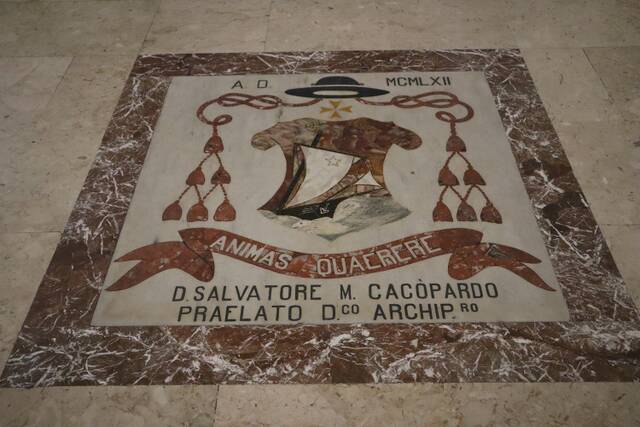 A.D. MCMLXII
ANIMAS QUAERERE
D. SALVATORE M. CACÒPARDO
PRAELATO D.CO ARCHIP.RO